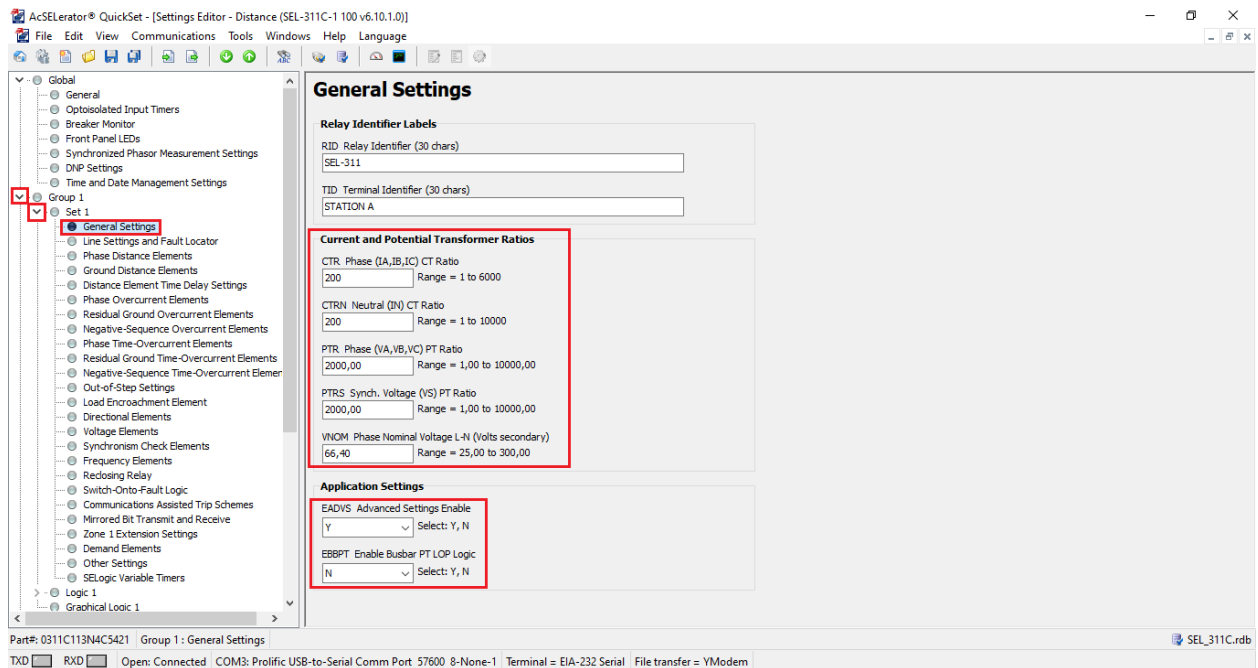 AcSELerator® QuickSet - [Settings Editor - Distance (SEL-311C-1 100 v6.10.1.0)]
File Edit View Communications Tools Windows Help Language
Global
General
Optoisolated Input Timers
Breaker Monitor
Front Panel LEDs
Synchronized Phasor Measurement Settings
DNP Settings
Time and Date Management Settings
Group 1
Set 1
General Settings
Line Settings and Fault Locator
Phase Distance Elements
Ground Distance Elements
Distance Element Time Delay Settings
Phase Overcurrent Elements
Residual Ground Overcurrent Elements
Negative-Sequence Overcurrent Elements
Phase Time-Overcurrent Elements
Residual Ground Time-Overcurrent Elements
Negative-Sequence Time-Overcurrent Elemer
Out-of-Step Settings
Load Encroachment Element
Directional Elements
Voltage Elements
Synchronism Check Elements
Frequency Elements
Reclosing Relay
Switch-Onto-Fault Logic
Communications Assisted Trip Schemes
Mirrored Bit Transmit and Receive
Zone 1 Extension Settings
Demand Elements
Other Settings
SELogic Variable Timers
Logic 1
Graphical Logic 1
General Settings
Relay Identifier Labels
RID Relay Identifier (30 chars)
SEL-311
TID Terminal Identifier (30 chars)
STATION A
Current and Potential Transformer Ratios
CTR Phase (IA,IB,IC) CT Ratio
200 Range = 1 to 6000
CTRN Neutral (IN) CT Ratio
200 Range = 1 to 10000
PTR Phase (VA,VB,VC) PT Ratio
2000,00 Range = 1,00 to 10000,00
PTRS Synch. Voltage (VS) PT Ratio
2000,00 Range = 1,00 to 10000,00
VNOM Phase Nominal Voltage L-N (Volts secondary)
66,40 Range = 25,00 to 300,00
Application Settings
EADVS Advanced Settings Enable
Y Select: Y, N
EBBPT Enable Busbar PT LOP Logic
N Select: Y, N
Part#: 0311C113N4C5421 Group 1 : General Settings SEL_311C.rdb
TXD RXD Open: Connected COM3: Prolific USB-to-Serial Comm Port 57600 8-None-1 Terminal = EIA-232 Serial File transfer = YModem